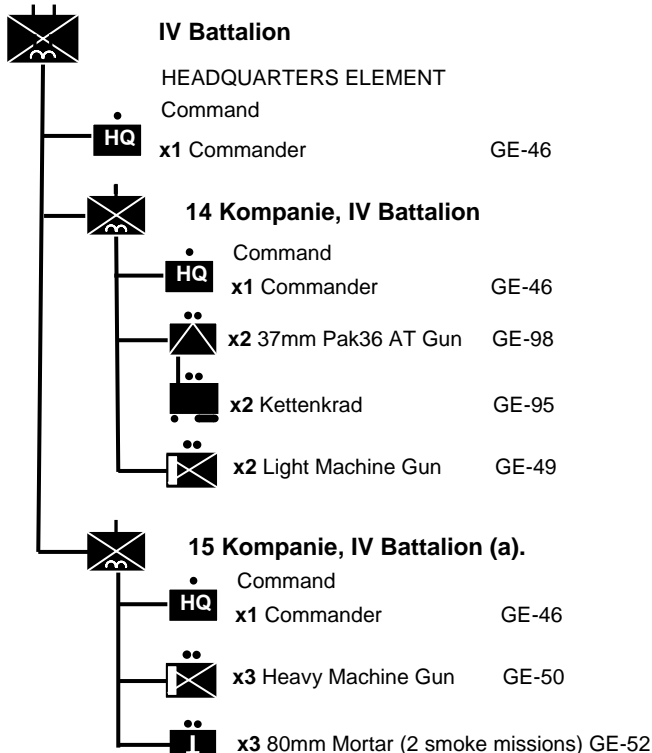 IV Battalion
HEADQUARTERS ELEMENT
Command
HQ
x1 Commander GE-46
14 Kompanie, IV Battalion
Command
HQ
x1 Commander GE-46
x2 37mm Pak36 AT Gun GE-98
x2 Kettenkrad GE-95
x2 Light Machine Gun GE-49
15 Kompanie, IV Battalion (a).
Command
HQ
x1 Commander GE-46
x3 Heavy Machine Gun GE-50
x3 80mm Mortar (2 smoke missions) GE-52